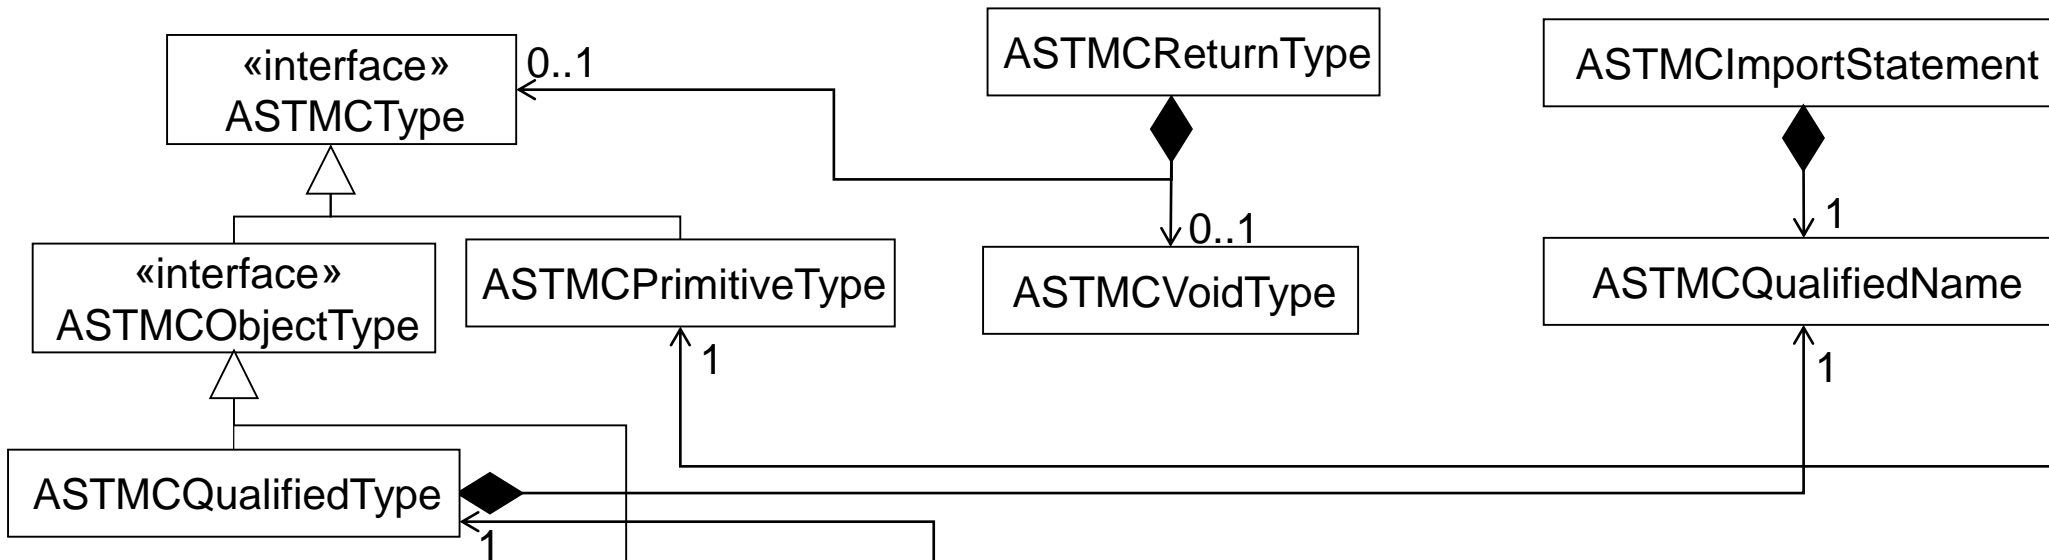 ASTMCReturnType
ASTMCImportStatement
«interface»
ASTMCType
0..1
1
0..1
«interface»
ASTMCObjectType
ASTMCPrimitiveType
ASTMCVoidType
ASTMCQualifiedName
1
1
ASTMCQualifiedType
1